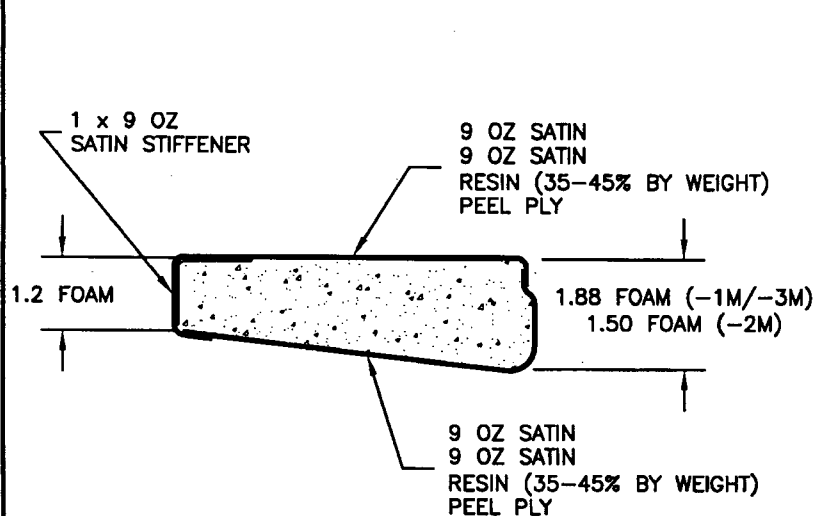 1 x 9 OZ
SATIN STIFFENER
9 OZ SATIN
9 OZ SATIN
RESIN (35-45% BY WEIGHT)
PEEL PLY
1.2 FOAM
1.88 FOAM (-1M/-3M)
1.50 FOAM (-2M)
9 OZ SATIN
9 OZ SATIN
RESIN (35-45% BY WEIGHT)
PEEL PLY